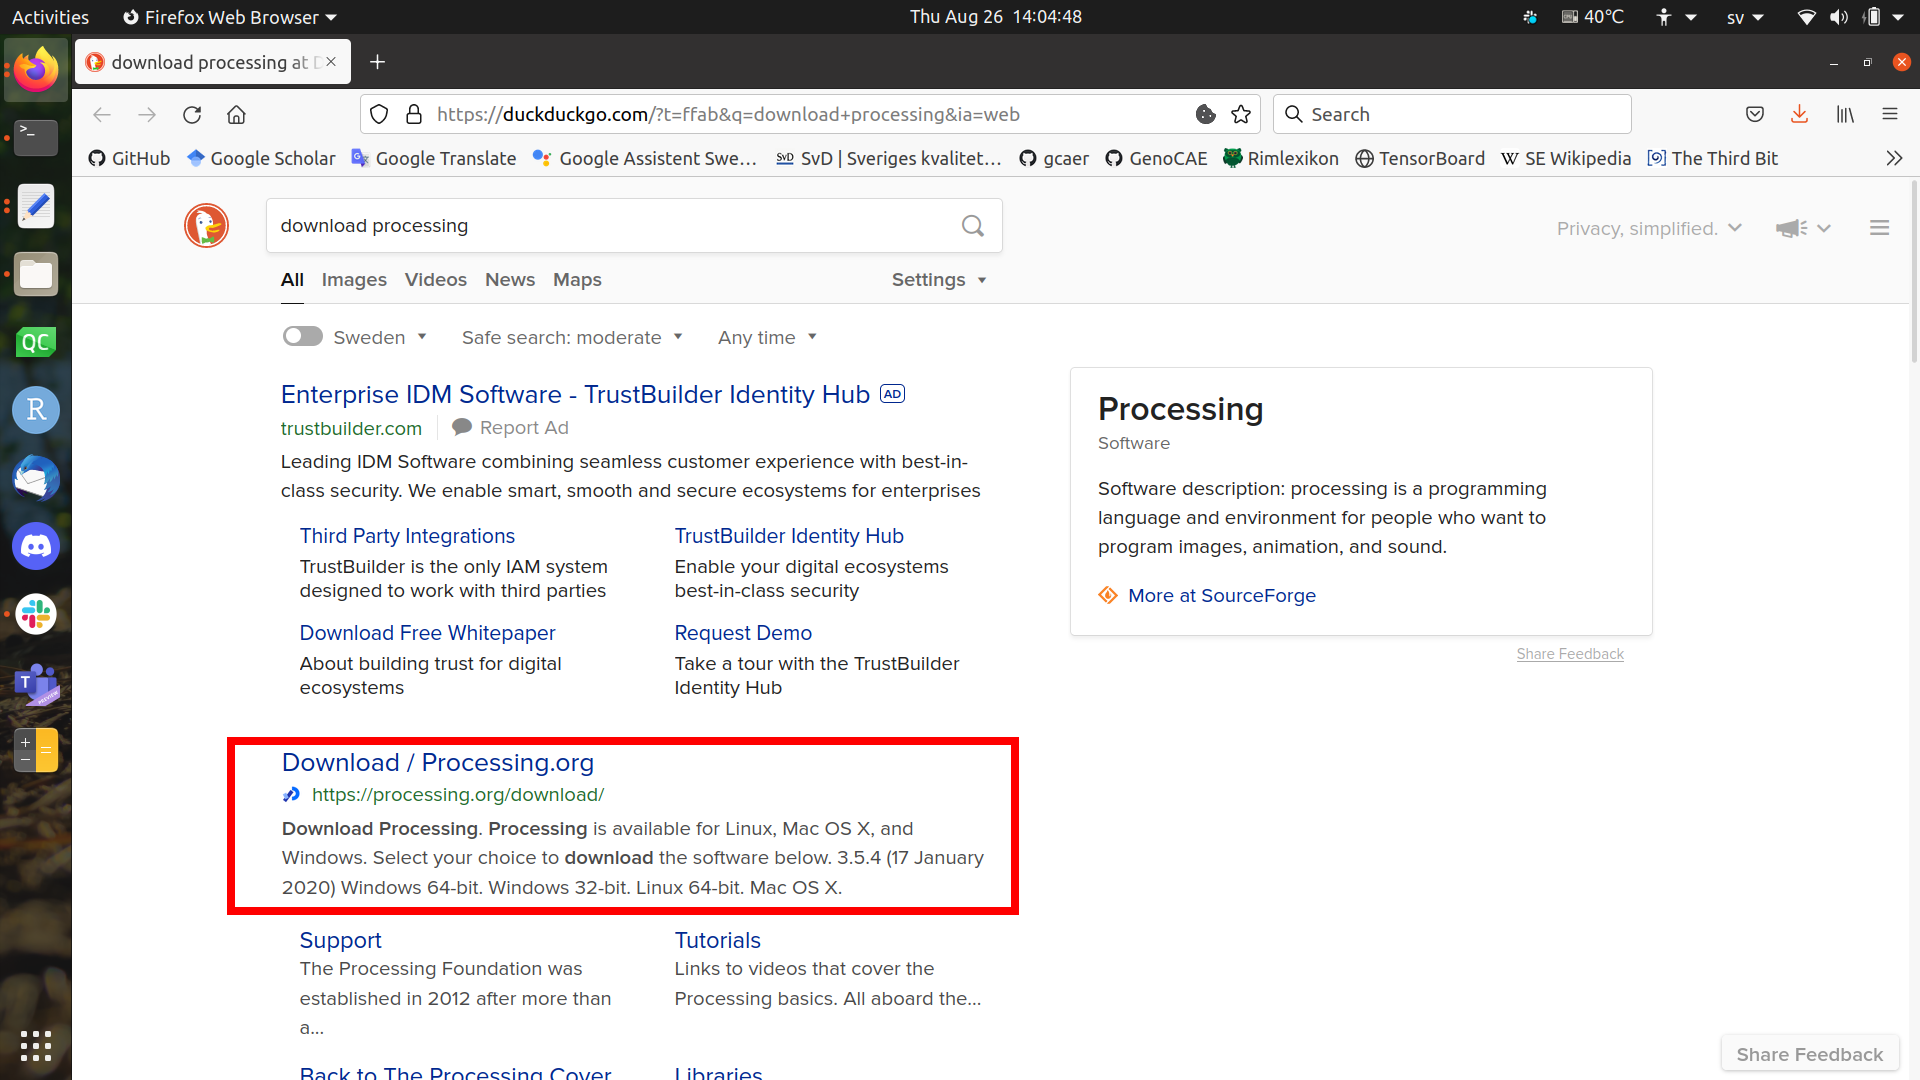 Activities
Firefox Web Browser
Thu Aug 26 14:04:48
40°C
sv
download processing at
https://duckduckgo.com/?t=ffab&q=download+processing&ia=web
Search
GitHub
Google Scholar
Google Translate
Google Assistent Swe…
SvD | Sveriges kvalitet…
gcaer
GenoCAE
Rimlexikon
TensorBoard
SE Wikipedia
The Third Bit
download processing
Privacy, simplified.
All
Images
Videos
News
Maps
Settings
Sweden
Safe search: moderate
Any time
Enterprise IDM Software - TrustBuilder Identity Hub AD
trustbuilder.com
Report Ad
Leading IDM Software combining seamless customer experience with best-in-
class security. We enable smart, smooth and secure ecosystems for enterprises
Third Party Integrations
TrustBuilder is the only IAM system
designed to work with third parties
TrustBuilder Identity Hub
Enable your digital ecosystems
best-in-class security
Download Free Whitepaper
About building trust for digital
ecosystems
Request Demo
Take a tour with the TrustBuilder
Identity Hub
Processing
Software
Software description: processing is a programming
language and environment for people who want to
program images, animation, and sound.
More at SourceForge
Share Feedback
Download / Processing.org
https://processing.org/download/
Download Processing. Processing is available for Linux, Mac OS X, and
Windows. Select your choice to download the software below. 3.5.4 (17 January
2020) Windows 64-bit. Windows 32-bit. Linux 64-bit. Mac OS X.
Support
The Processing Foundation was
established in 2012 after more than
a...
Tutorials
Links to videos that cover the
Processing basics. All aboard the...
Back to The Processing Cover
Libraries
Share Feedback
QC
R
T